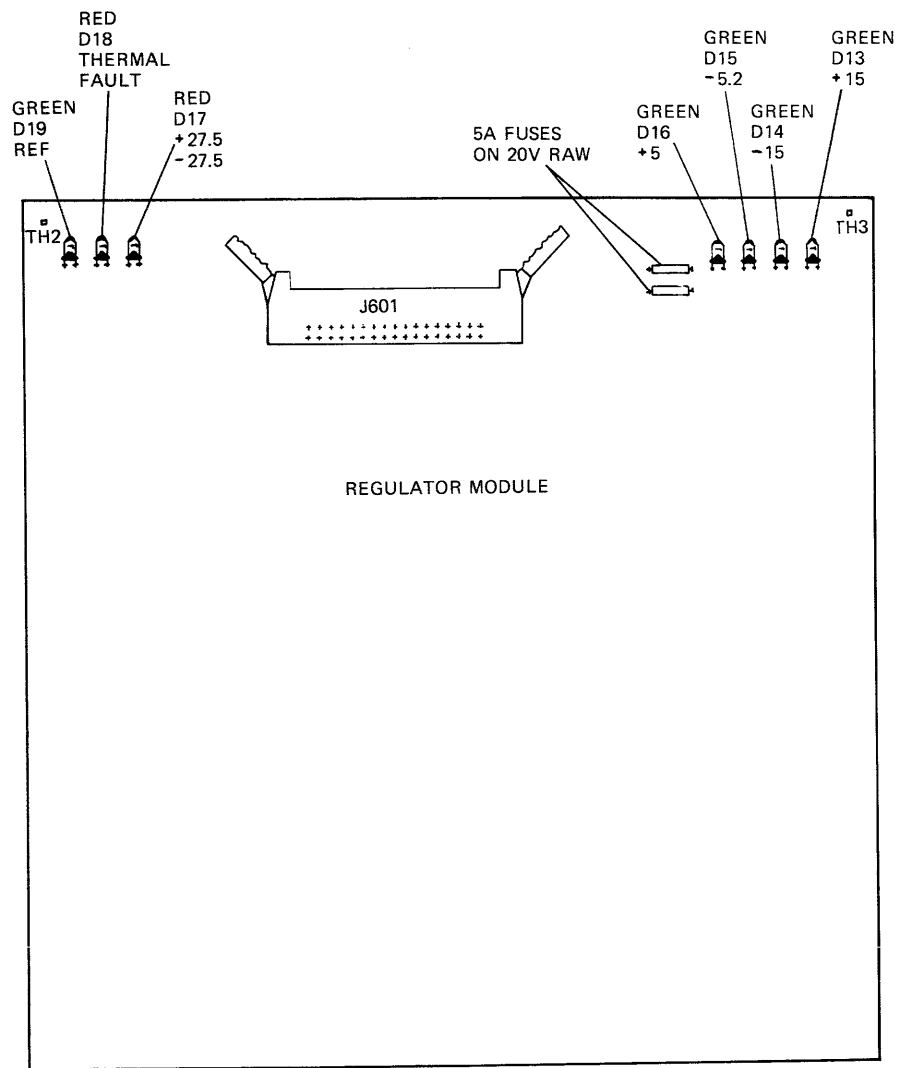 RED
D18
THERMAL
FAULT
GREEN
D19
REF
RED
D17
+27.5
-27.5
5A FUSES
ON 20V RAW
GREEN
D16
+5
GREEN
D15
-5.2
GREEN
D14
-15
GREEN
D13
+15
TH2
TH3
J601
REGULATOR MODULE